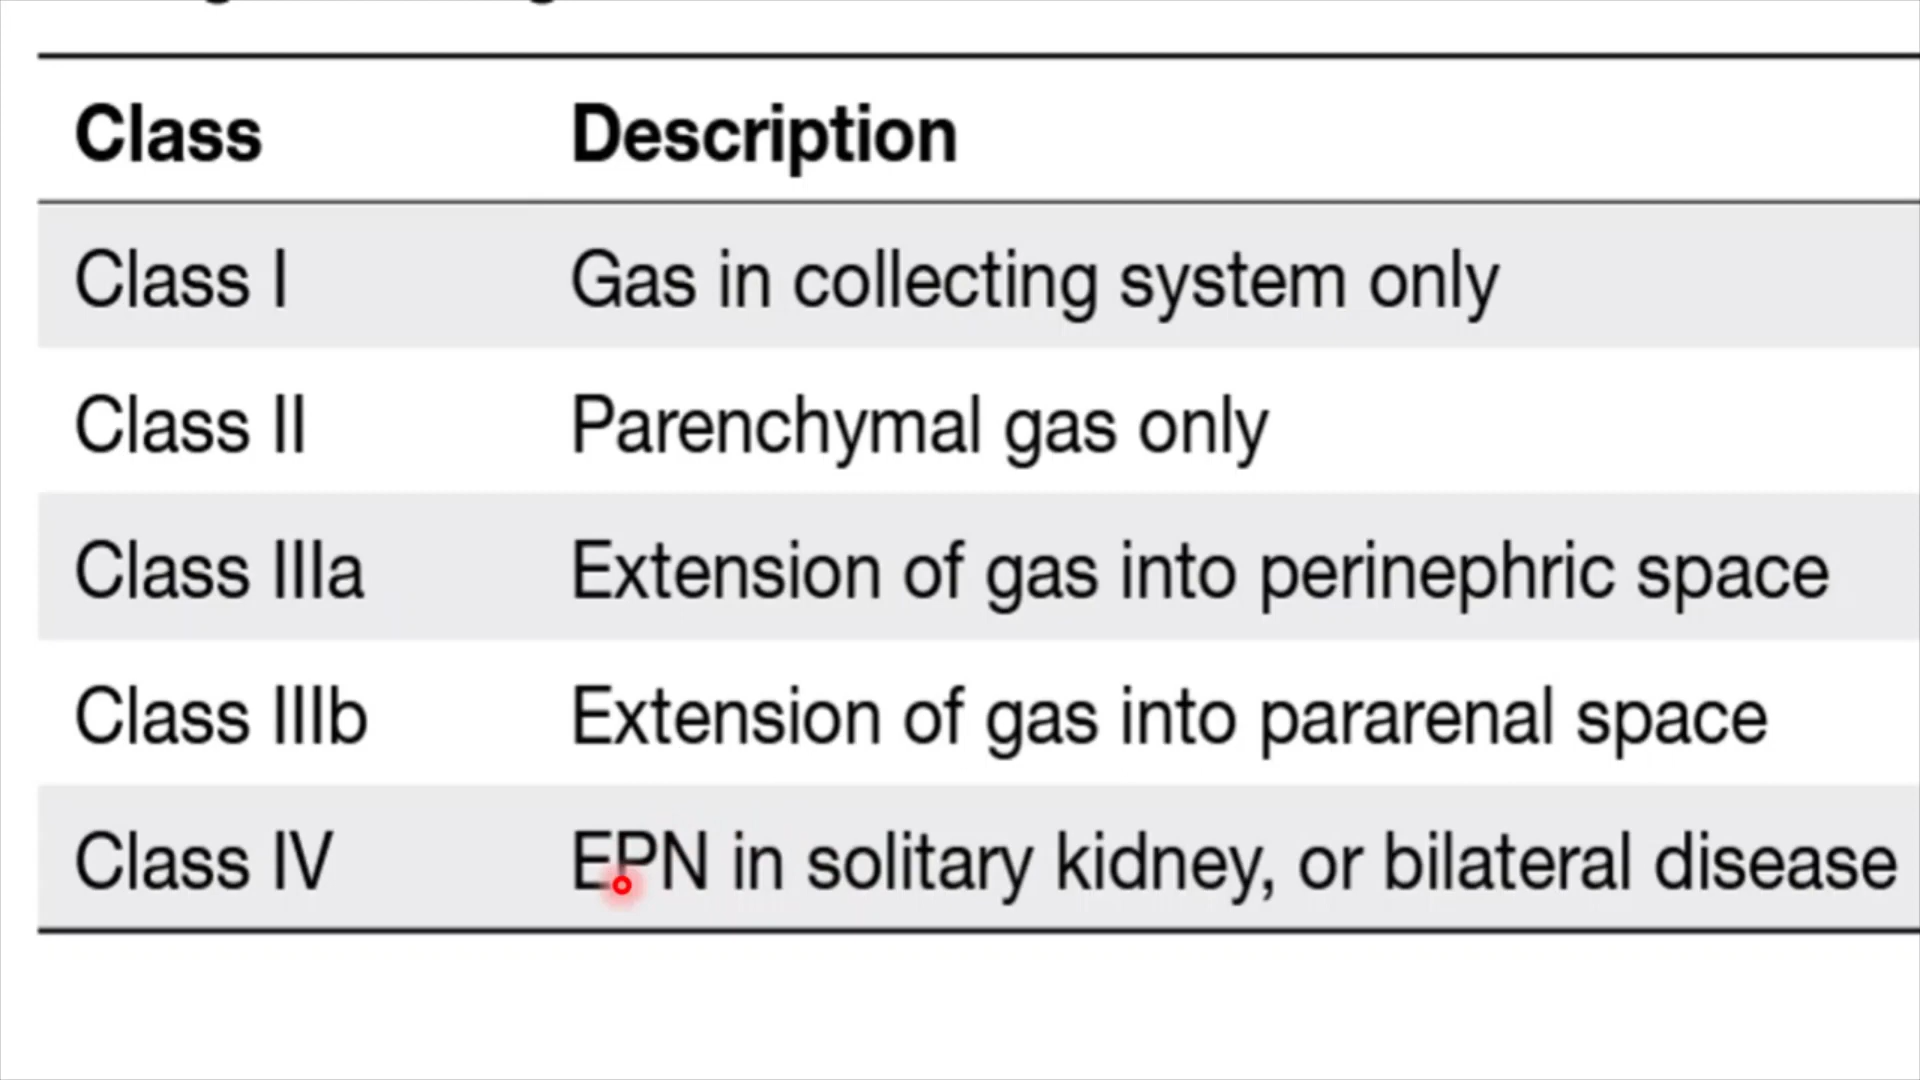 Class Description
Class I Gas in collecting system only
Class II Parenchymal gas only
Class IIIa Extension of gas into perinephric space
Class IIIb Extension of gas into pararenal space
Class IV EPN in solitary kidney, or bilateral disease